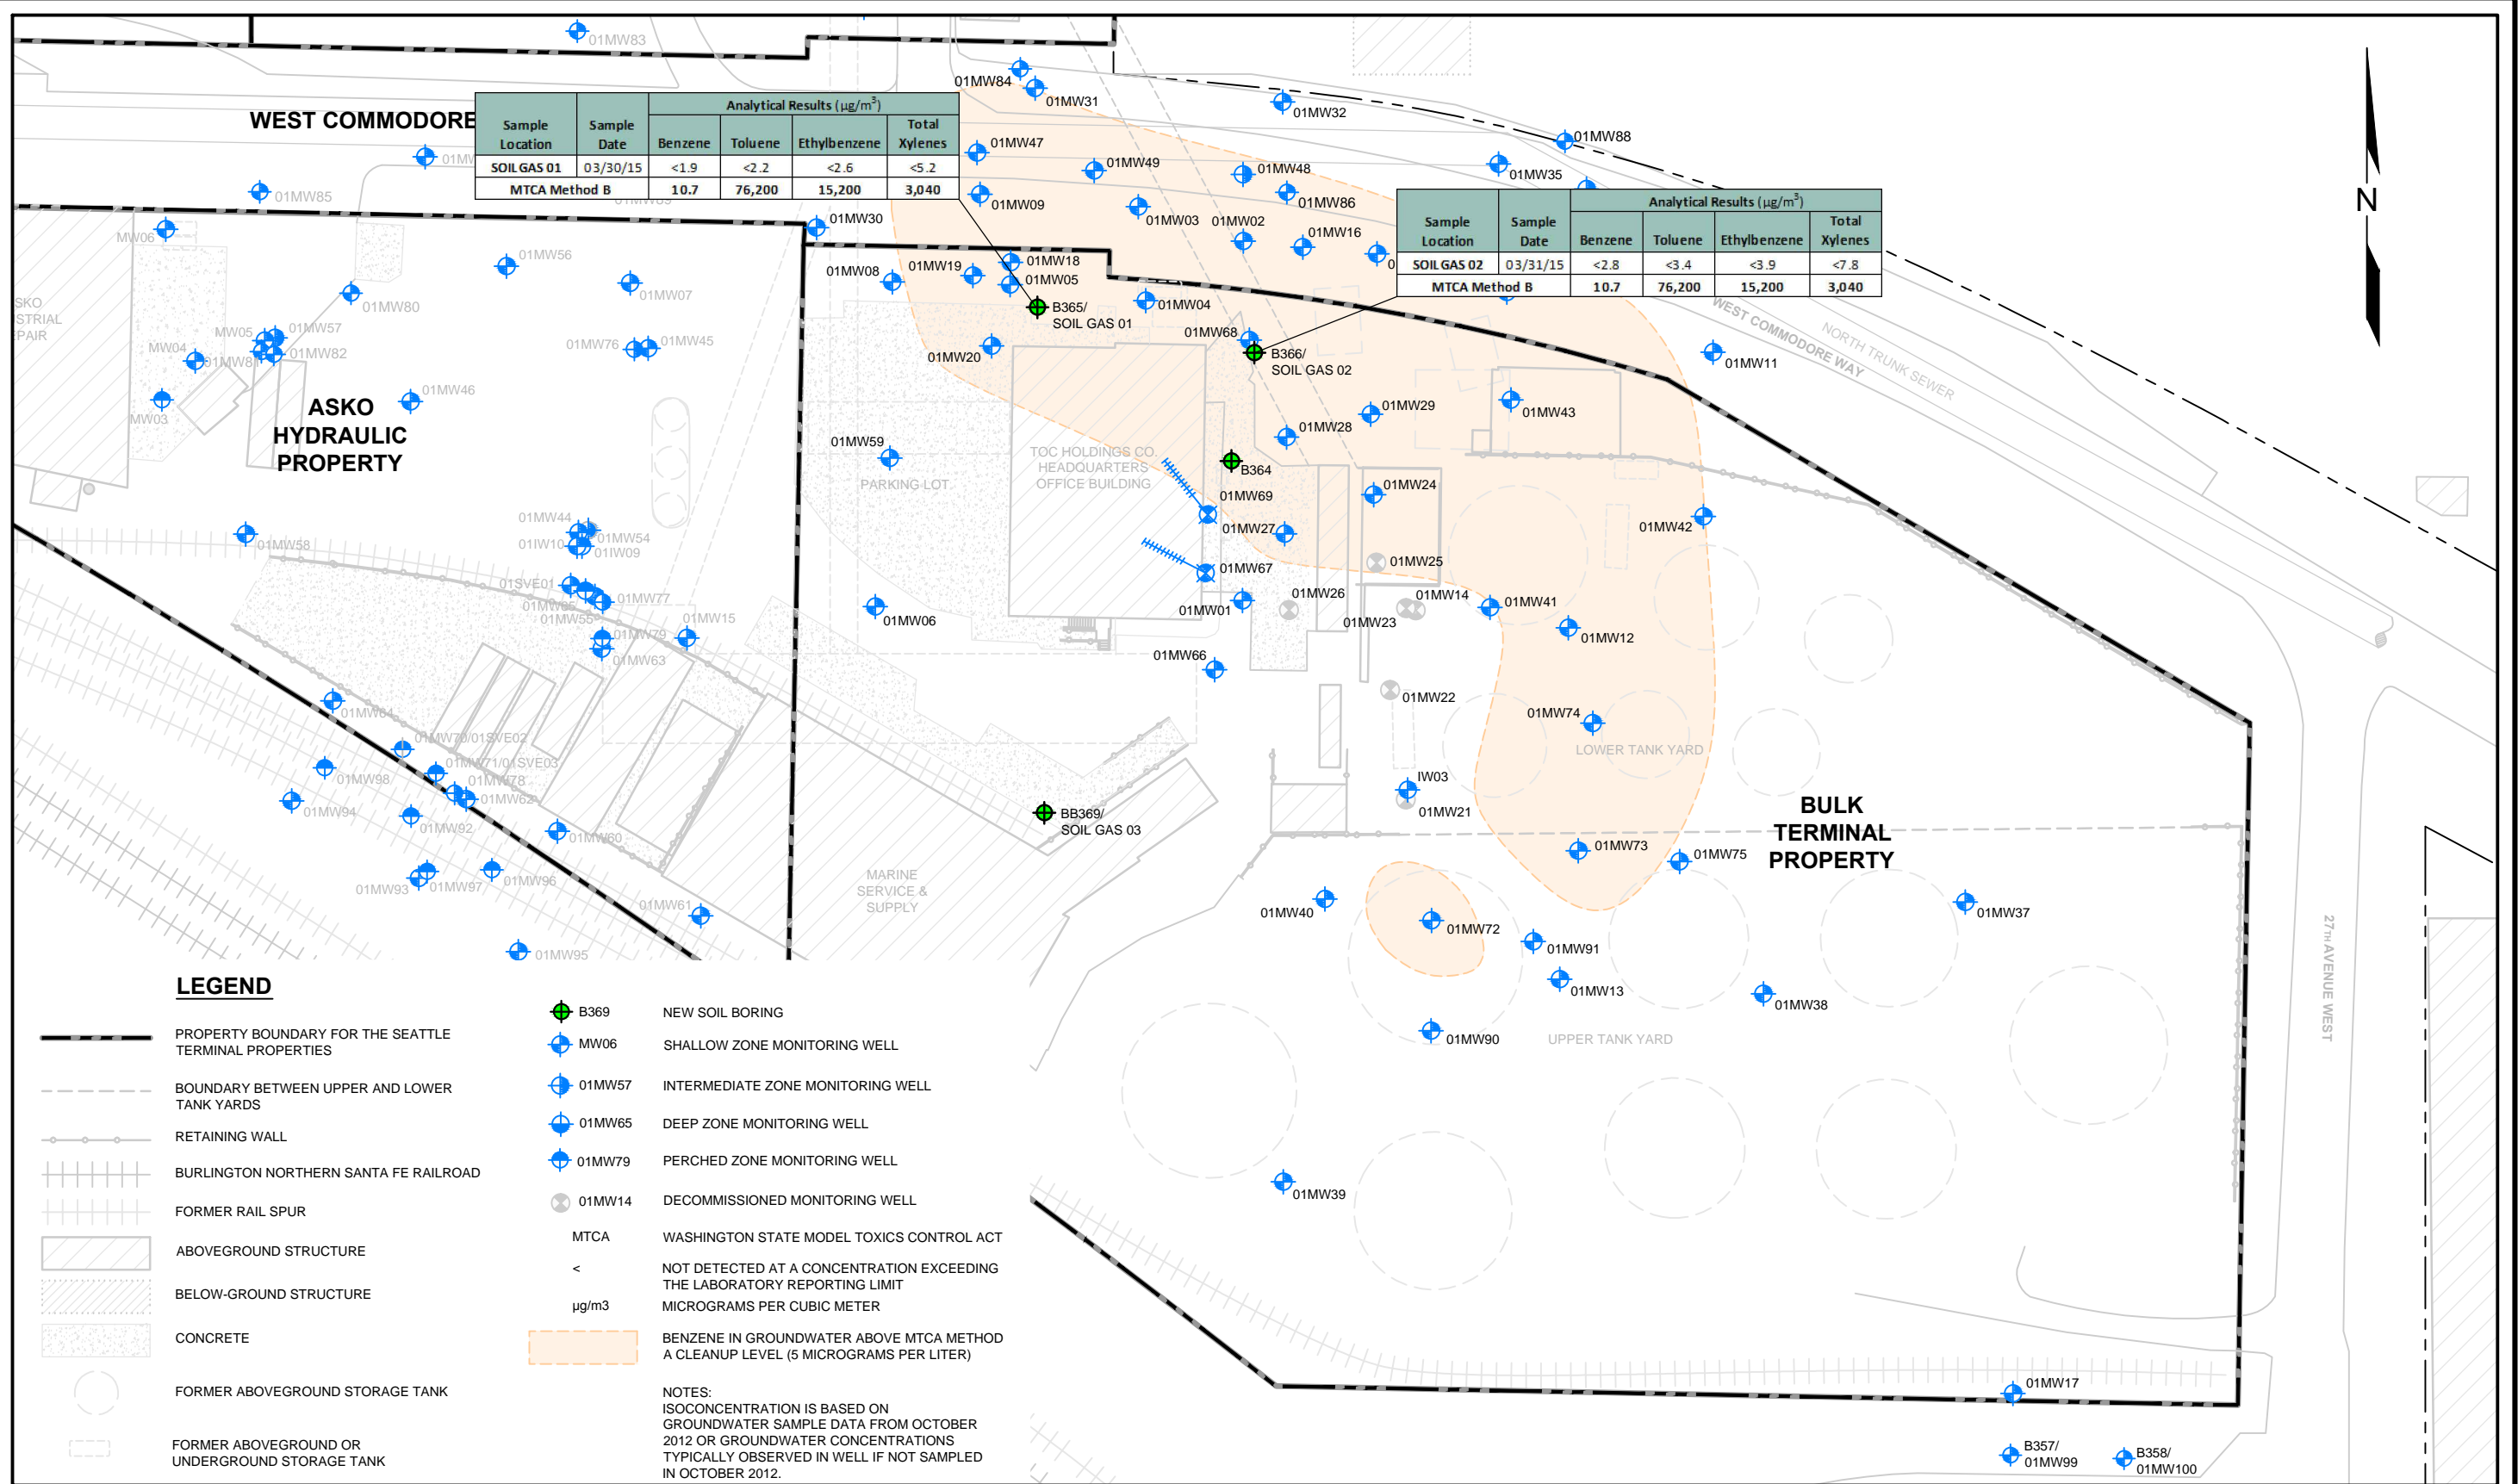 01MW83
WEST COMMODORE
Analytical Results (µg/m³)
Sample Location
Sample Date
Benzene
Toluene
Ethylbenzene
Total Xylenes
SOIL GAS 01 03/30/15 <1.9 <2.2 <2.6 <5.2
MTCA Method B 10.7 76,200 15,200 3,040
01MW84
01MW31
01MW32
01MW88
01MW47
01MW49
01MW48
01MW35
01MW85
01MW09
01MW03
01MW86
01MW02
01MW16
01MW30
Analytical Results (µg/m³)
Sample Location
Sample Date
Benzene
Toluene
Ethylbenzene
Total Xylenes
SOIL GAS 02 03/31/15 <2.8 <3.4 <3.9 <7.8
MTCA Method B 10.7 76,200 15,200 3,040
N
MW06
01MW56
01MW07
01MW80
01MW08
01MW19
01MW18
01MW05
B365/
SOIL GAS 01
01MW04
01MW68
B366/
SOIL GAS 02
WEST COMMODORE WAY
NORTH TRUNK SEWER
01MW11
MW05
01MW57
MW04
01MW81
01MW82
01MW76
01MW45
01MW20
MW03
01MW46
ASKO
HYDRAULIC
PROPERTY
01MW59
PARKING LOT
TOC HOLDINGS CO.
HEADQUARTERS
OFFICE BUILDING
01MW29
01MW28
01MW43
B364
01MW69
01MW24
01MW27
01MW42
01MW25
01MW67
01MW01
01MW26
01MW14
01MW23
01MW41
01MW12
01MW06
01MW66
01MW22
01MW74
LOWER TANK YARD
IW03
01MW21
BULK
TERMINAL
PROPERTY
01MW58
01MW44
01MW54
01IW10
01IW09
01SVE01
01MW77
01MW65
01MW55
01MW79
01MW15
01MW63
01MW64
01MW70/01SVE02
01MW71/01SVE03
01MW98
01MW78
01MW62
01MW94
01MW92
01MW60
01MW93
01MW97
01MW96
01MW61
01MW95
BB369/
SOIL GAS 03
MARINE
SERVICE &
SUPPLY
01MW73
01MW75
01MW40
01MW72
01MW91
01MW37
01MW13
01MW38
01MW90
UPPER TANK YARD
27TH AVENUE WEST
01MW39
01MW17
B357/
01MW99
B358/
01MW100
LEGEND
PROPERTY BOUNDARY FOR THE SEATTLE
TERMINAL PROPERTIES
BOUNDARY BETWEEN UPPER AND LOWER
TANK YARDS
RETAINING WALL
BURLINGTON NORTHERN SANTA FE RAILROAD
FORMER RAIL SPUR
ABOVEGROUND STRUCTURE
BELOW-GROUND STRUCTURE
CONCRETE
FORMER ABOVEGROUND STORAGE TANK
FORMER ABOVEGROUND OR
UNDERGROUND STORAGE TANK
B369 NEW SOIL BORING
MW06 SHALLOW ZONE MONITORING WELL
01MW57 INTERMEDIATE ZONE MONITORING WELL
01MW65 DEEP ZONE MONITORING WELL
01MW79 PERCHED ZONE MONITORING WELL
01MW14 DECOMMISSIONED MONITORING WELL
MTCA WASHINGTON STATE MODEL TOXICS CONTROL ACT
< NOT DETECTED AT A CONCENTRATION EXCEEDING
THE LABORATORY REPORTING LIMIT
µg/m3 MICROGRAMS PER CUBIC METER
BENZENE IN GROUNDWATER ABOVE MTCA METHOD
A CLEANUP LEVEL (5 MICROGRAMS PER LITER)
NOTES:
ISOCONCENTRATION IS BASED ON
GROUNDWATER SAMPLE DATA FROM OCTOBER
2012 OR GROUNDWATER CONCENTRATIONS
TYPICALLY OBSERVED IN WELL IF NOT SAMPLED
IN OCTOBER 2012.